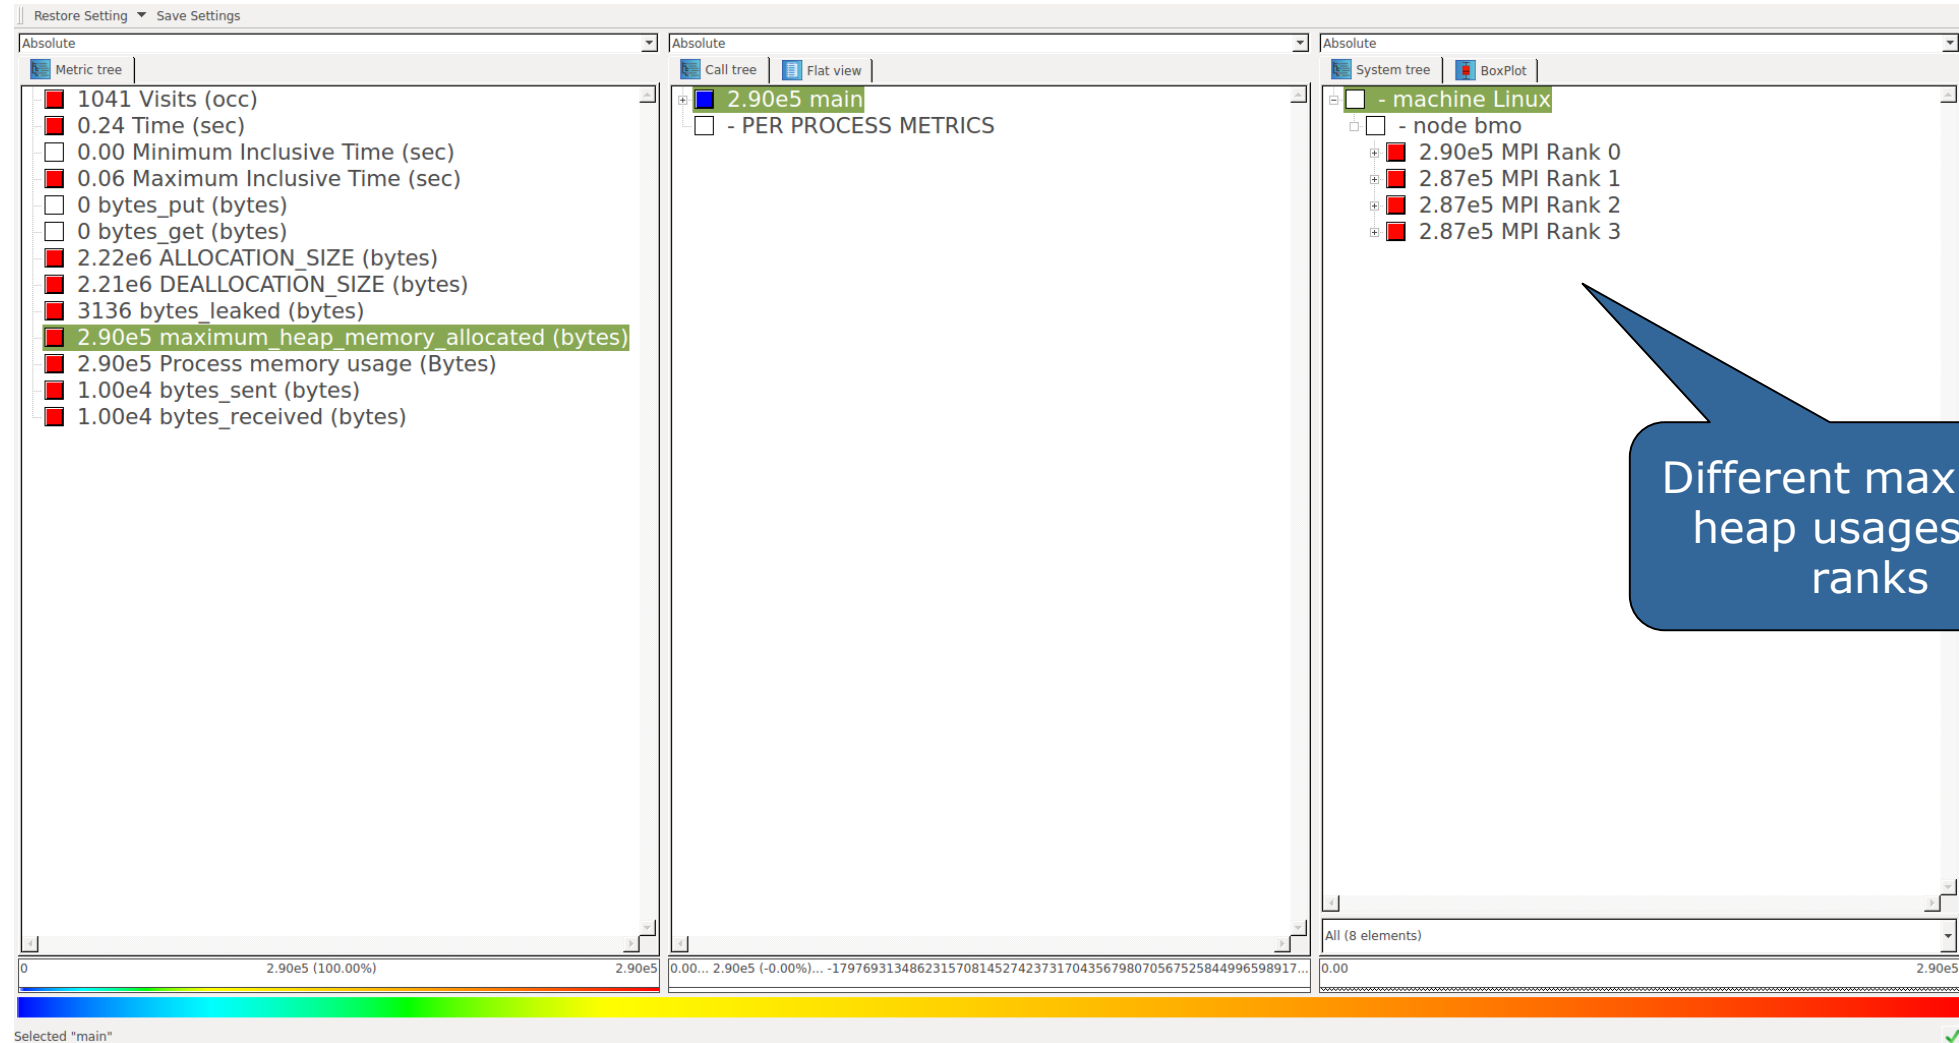 Restore Setting Save Settings
Absolute
Metric tree
1041 Visits (occ)
0.24 Time (sec)
0.00 Minimum Inclusive Time (sec)
0.06 Maximum Inclusive Time (sec)
0 bytes_put (bytes)
0 bytes_get (bytes)
2.22e6 ALLOCATION_SIZE (bytes)
2.21e6 DEALLOCATION_SIZE (bytes)
3136 bytes_leaked (bytes)
2.90e5 maximum_heap_memory_allocated (bytes)
2.90e5 Process memory usage (Bytes)
1.00e4 bytes_sent (bytes)
1.00e4 bytes_received (bytes)
0 2.90e5 (100.00%) 2.90e5
Absolute
Call tree Flat view
2.90e5 main
- PER PROCESS METRICS
0.00... 2.90e5 (-0.00%)... -17976931348623157081452742373170435679807056752584499659891 7...
Absolute
System tree BoxPlot
- machine Linux
- node bmo
2.90e5 MPI Rank 0
2.87e5 MPI Rank 1
2.87e5 MPI Rank 2
2.87e5 MPI Rank 3
Different max
heap usages
ranks
All (8 elements)
0.00 2.90e5
Selected "main"